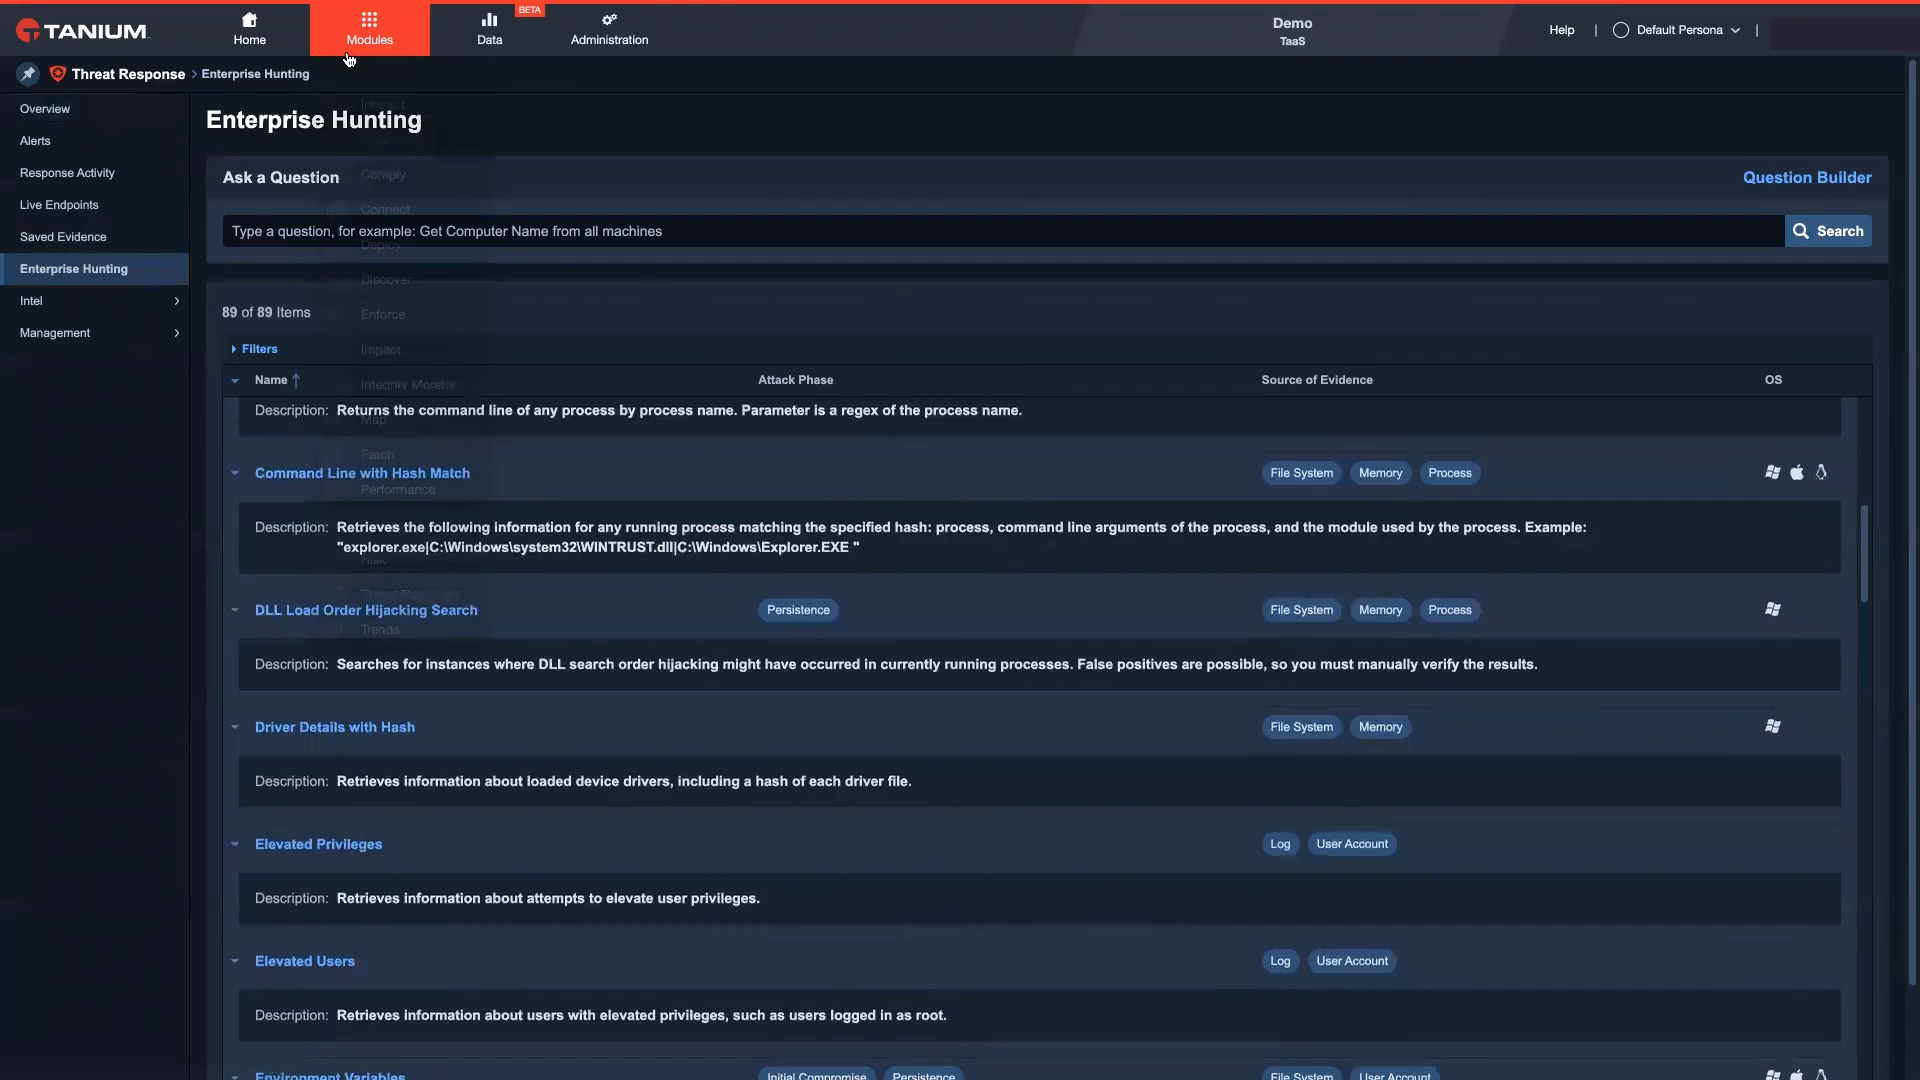 TANIUM
Home
Modules
Data
BETA
Administration
Demo
TaaS
Help
Default Persona
Threat Response > Enterprise Hunting
Overview
Alerts
Response Activity
Live Endpoints
Saved Evidence
Enterprise Hunting
Intel
Management
Enterprise Hunting
Ask a Question
Question Builder
Type a question, for example: Get Computer Name from all machines
Search
89 of 89 Items
Filters
Name Attack Phase Source of Evidence OS
Description: Returns the command line of any process by process name. Parameter is a regex of the process name.
Command Line with Hash Match File System Memory Process
Description: Retrieves the following information for any running process matching the specified hash: process, command line arguments of the process, and the module used by the process. Example:
"explorer.exe|C:\Windows\system32\WINTRUST.dll|C:\Windows\Explorer.EXE "
DLL Load Order Hijacking Search Persistence File System Memory Process
Description: Searches for instances where DLL search order hijacking might have occurred in currently running processes. False positives are possible, so you must manually verify the results.
Driver Details with Hash File System Memory
Description: Retrieves information about loaded device drivers, including a hash of each driver file.
Elevated Privileges Log User Account
Description: Retrieves information about attempts to elevate user privileges.
Elevated Users Log User Account
Description: Retrieves information about users with elevated privileges, such as users logged in as root.
Environment Variables Initial Compromise Persistence File System User Account
Comply
Connect
Deploy
Discover
Enforce
Impact
Integrity Monitor
Map
Patch
Performance
Risk
Trends